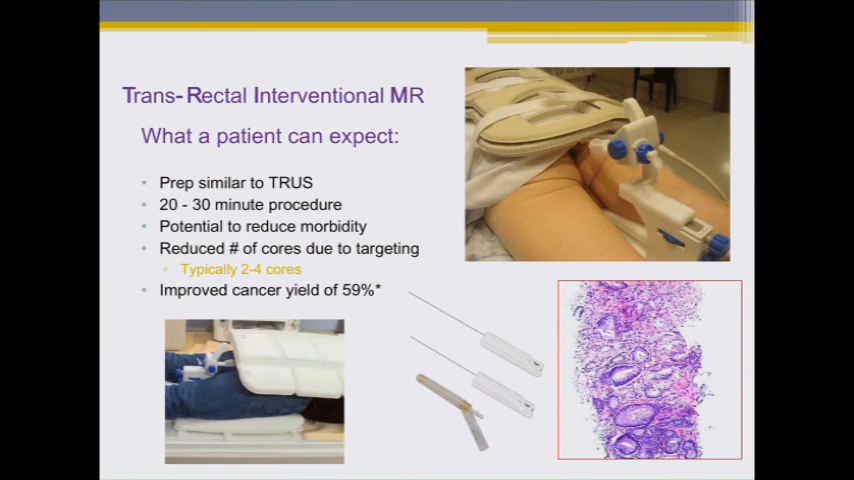 Trans-Rectal Interventional MR
What a patient can expect:
• Prep similar to TRUS
• 20 - 30 minute procedure
• Potential to reduce morbidity
• Reduced # of cores due to targeting
▫ Typically 2-4 cores
• Improved cancer yield of 59%*